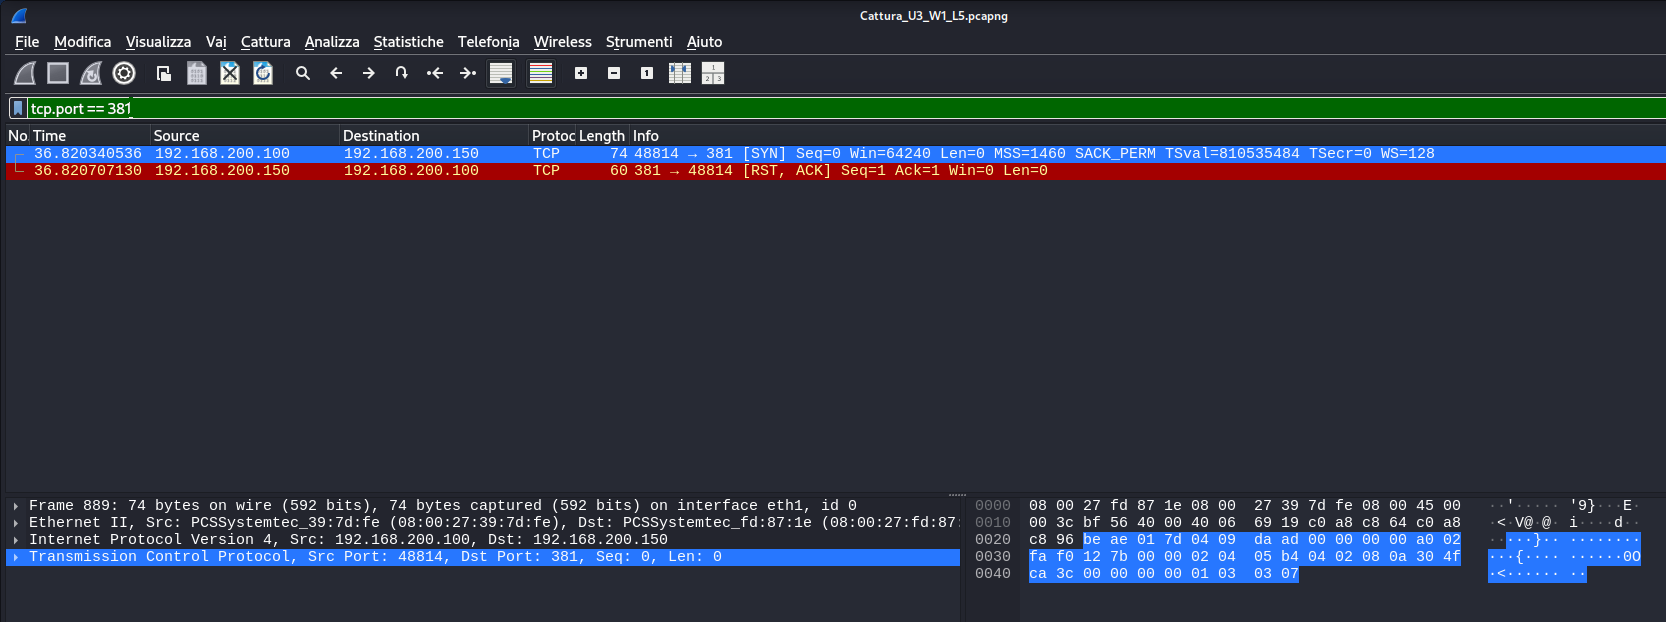 Cattura_U3_W1_L5.pcapng
File Modifica Visualizza Vai Cattura Analizza Statistiche Telefonia Wireless Strumenti Aiuto
tcp.port == 381
No. Time Source Destination Protoc Length Info
36.820340536 192.168.200.100 192.168.200.150 TCP 74 48814 → 381 [SYN] Seq=0 Win=64240 Len=0 MSS=1460 SACK_PERM TSval=810535484 TSecr=0 WS=128
36.820707130 192.168.200.150 192.168.200.100 TCP 60 381 → 48814 [RST, ACK] Seq=1 Ack=1 Win=0 Len=0
Frame 889: 74 bytes on wire (592 bits), 74 bytes captured (592 bits) on interface eth1, id 0
Ethernet II, Src: PCSSystemtec_39:7d:fe (08:00:27:39:7d:fe), Dst: PCSSystemtec_fd:87:1e (08:00:27:fd:87:
Internet Protocol Version 4, Src: 192.168.200.100, Dst: 192.168.200.150
Transmission Control Protocol, Src Port: 48814, Dst Port: 381, Seq: 0, Len: 0
0000 08 00 27 fd 87 1e 08 00 27 39 7d fe 08 00 45 00 ··'····· '9}···E·
0010 00 3c bf 56 40 00 40 06 69 19 c0 a8 c8 64 c0 a8 ·<·V@·@· i····d··
0020 c8 96 be ae 01 7d 04 09 da ad 00 00 00 00 a0 02 ·····}·· ········
0030 fa f0 12 7b 00 00 02 04 05 b4 04 02 08 0a 30 4f ···{···· ······0O
0040 ca 3c 00 00 00 00 01 03 03 07 ·<······ ··